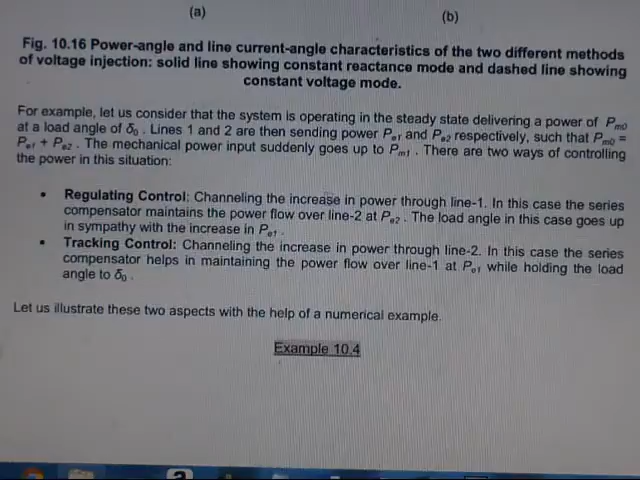 (a) (b)
Fig. 10.16 Power-angle and line current-angle characteristics of the two different methods
of voltage injection: solid line showing constant reactance mode and dashed line showing
constant voltage mode.
For example, let us consider that the system is operating in the steady state delivering a power of Pm0
at a load angle of δ0 . Lines 1 and 2 are then sending power Pe1 and Pe2 respectively, such that Pm0 =
Pe1 + Pe2 . The mechanical power input suddenly goes up to Pm1 . There are two ways of controlling
the power in this situation:
• Regulating Control: Channeling the increase in power through line-1. In this case the series
compensator maintains the power flow over line-2 at Pe2 . The load angle in this case goes up
in sympathy with the increase in Pe1 .
• Tracking Control: Channeling the increase in power through line-2. In this case the series
compensator helps in maintaining the power flow over line-1 at Pe1 while holding the load
angle to δ0 .
Let us illustrate these two aspects with the help of a numerical example.
Example 10.4